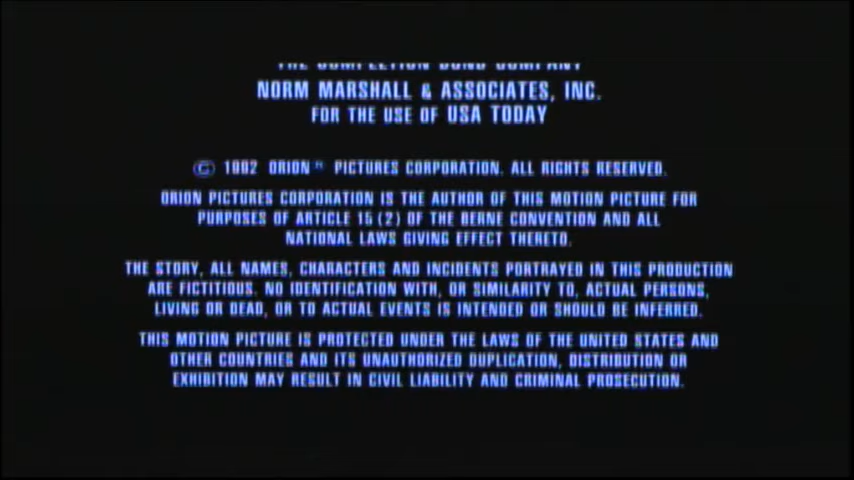 THE COMPLETION BOND COMPANY
NORM MARSHALL & ASSOCIATES, INC.
FOR THE USE OF USA TODAY
© 1992 ORION® PICTURES CORPORATION. ALL RIGHTS RESERVED.
ORION PICTURES CORPORATION IS THE AUTHOR OF THIS MOTION PICTURE FOR
PURPOSES OF ARTICLE 15 (2) OF THE BERNE CONVENTION AND ALL
NATIONAL LAWS GIVING EFFECT THERETO.
THE STORY, ALL NAMES, CHARACTERS AND INCIDENTS PORTRAYED IN THIS PRODUCTION
ARE FICTITIOUS. NO IDENTIFICATION WITH, OR SIMILARITY TO, ACTUAL PERSONS,
LIVING OR DEAD, OR TO ACTUAL EVENTS IS INTENDED OR SHOULD BE INFERRED.
THIS MOTION PICTURE IS PROTECTED UNDER THE LAWS OF THE UNITED STATES AND
OTHER COUNTRIES AND ITS UNAUTHORIZED DUPLICATION, DISTRIBUTION OR
EXHIBITION MAY RESULT IN CIVIL LIABILITY AND CRIMINAL PROSECUTION.